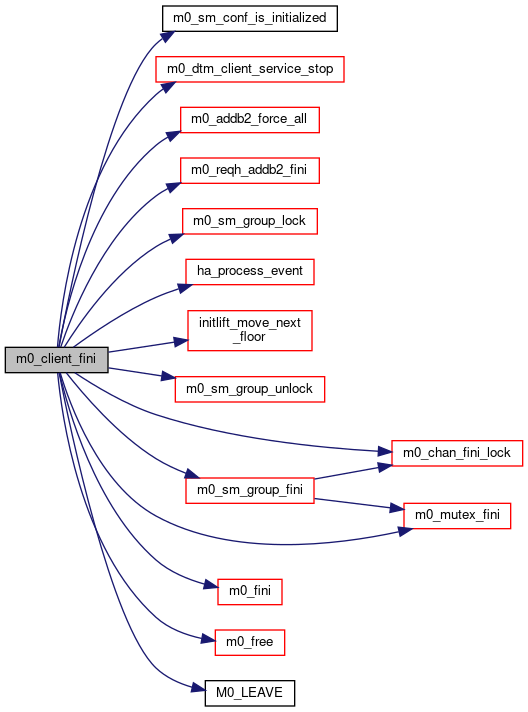 m0_sm_conf_is_initialized
m0_dtm_client_service_stop
m0_addb2_force_all
m0_reqh_addb2_fini
m0_sm_group_lock
ha_process_event
initlift_move_next
_floor
m0_client_fini
m0_sm_group_unlock
m0_chan_fini_lock
m0_sm_group_fini
m0_mutex_fini
m0_fini
m0_free
M0_LEAVE